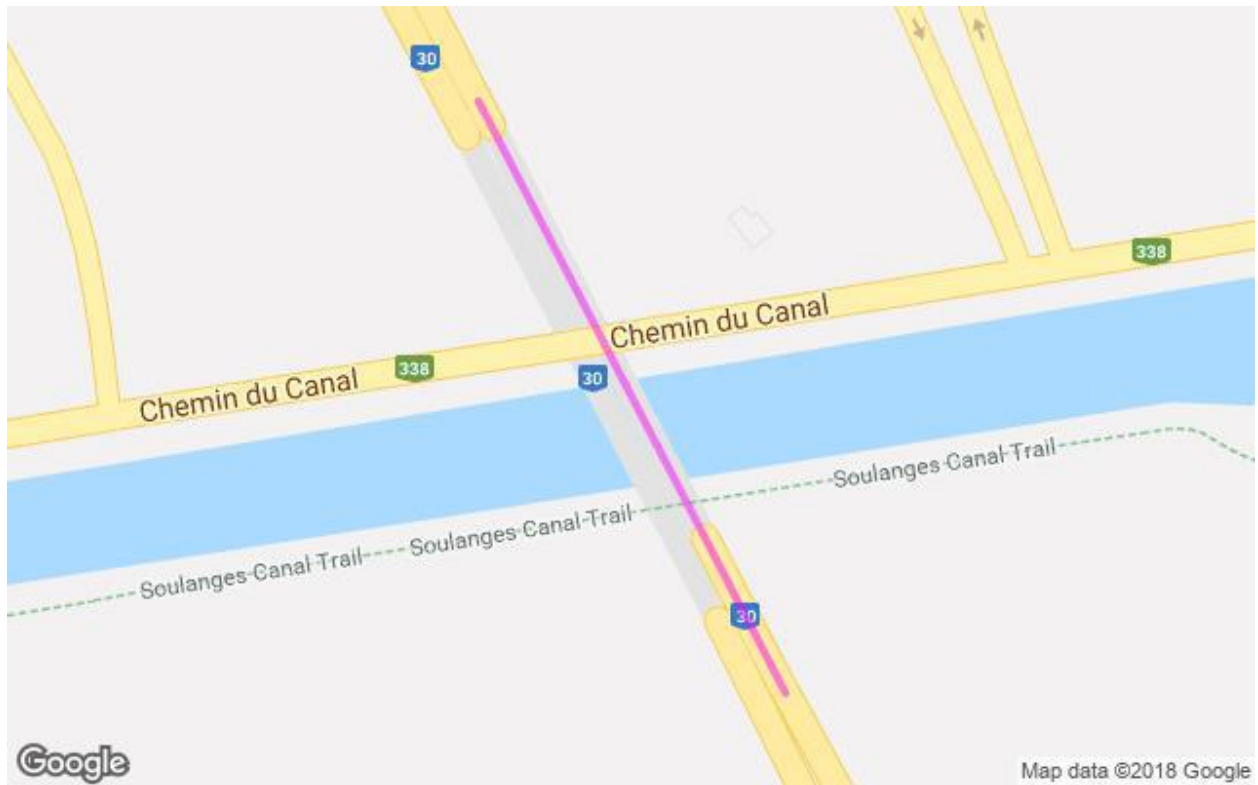 30
338
Chemin du Canal
30
338
Chemin du Canal
Soulanges Canal Trail
Soulanges Canal Trail
Soulanges Canal Trail
30
Google
Map data ©2018 Google